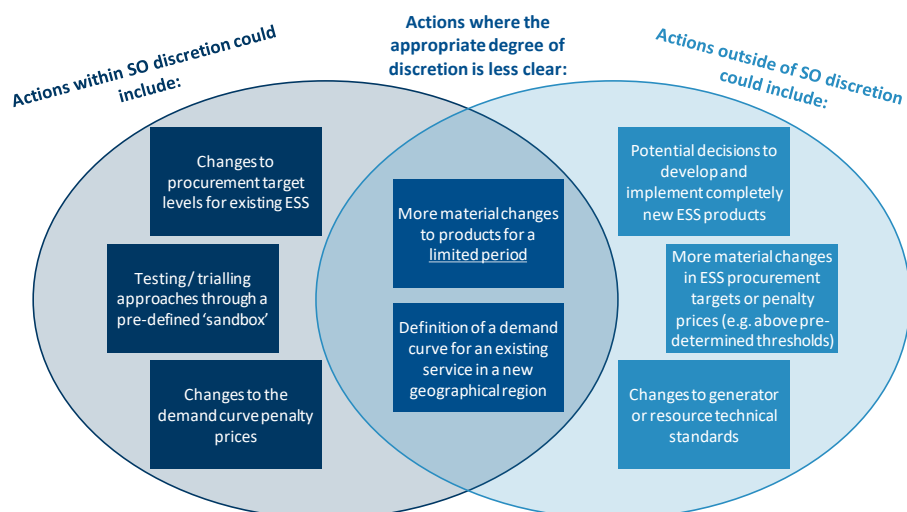 Actions within SO discretion could
include:
Changes to
procurement target
levels for existing ESS
Testing / trialling
approaches through a
pre-defined ‘sandbox’
Changes to the
demand curve penalty
prices
Actions where the
appropriate degree of
discretion is less clear:
More material changes
to products for a
limited period
Definition of a demand
curve for an existing
service in a new
geographical region
Actions outside of SO discretion
could include:
Potential decisions to
develop and
implement completely
new ESS products
More material changes
in ESS procurement
targets or penalty
prices (e.g. above pre-
determined thresholds)
Changes to generator
or resource technical
standards